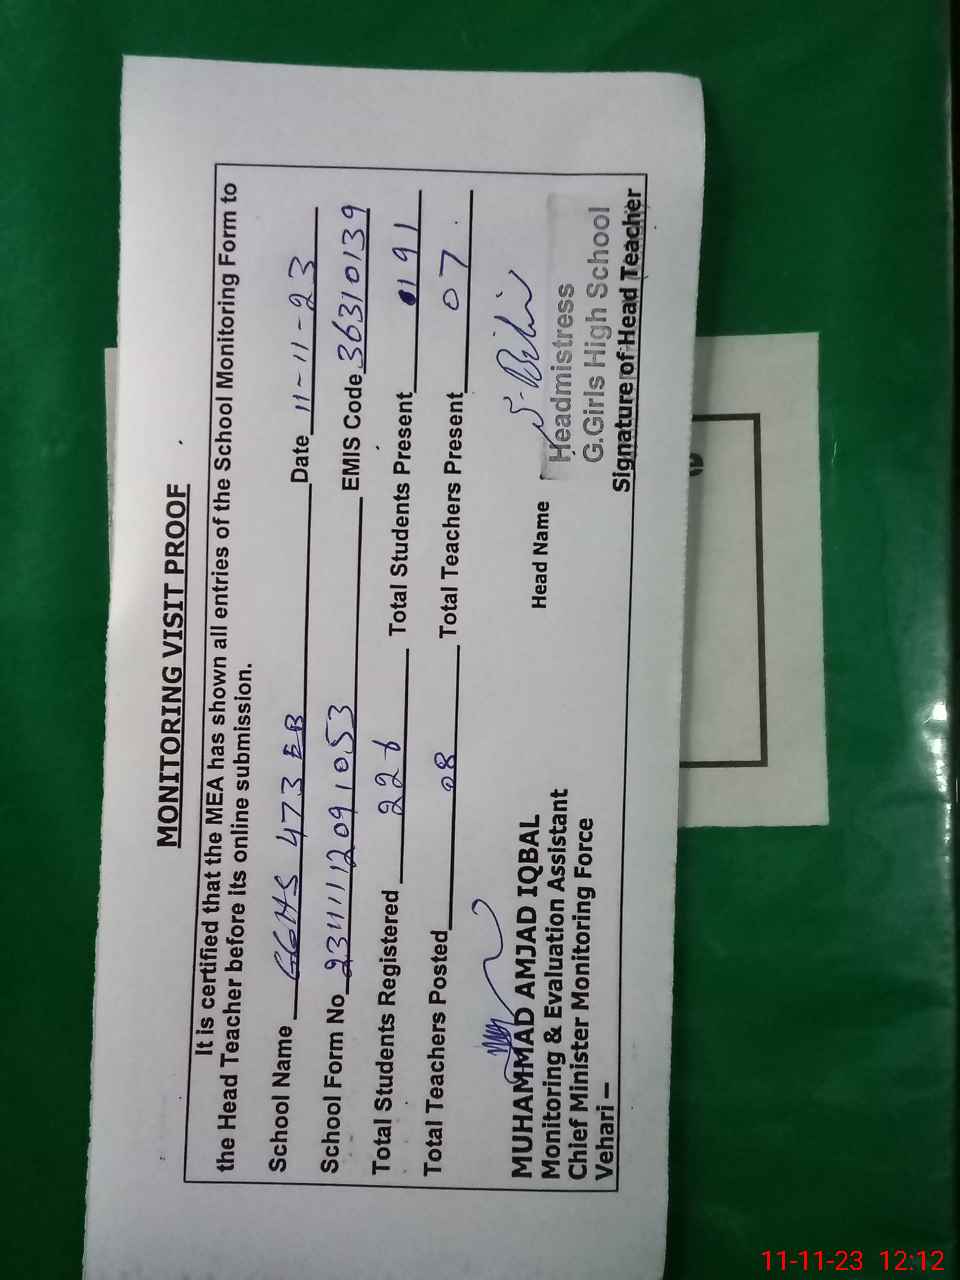 MONITORING VISIT PROOF
It is certified that the MEA has shown all entries of the School Monitoring Form to
the Head Teacher before its online submission.
School Name GGHS 473 EB Date 11-11-23
School Form No 231111209 1053 EMIS Code 36310139
Total Students Registered 226 Total Students Present 191
Total Teachers Posted 08 Total Teachers Present 07
MUHAMMAD AMJAD IQBAL
Monitoring & Evaluation Assistant
Chief Minister Monitoring Force
Vehari –
Head Name
Headmistress
G.Girls High School
Signature of Head Teacher
11-11-23 12:12